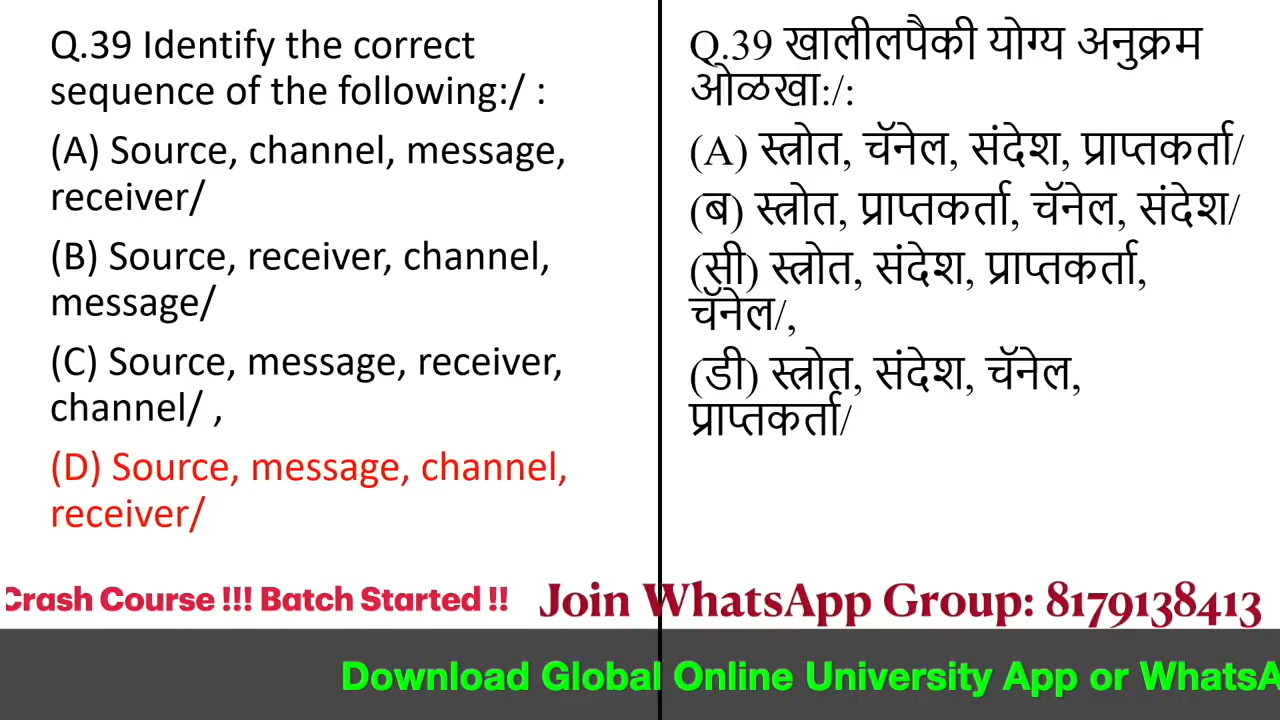 Q.39 Identify the correct
sequence of the following:/ :
(A) Source, channel, message,
receiver/
(B) Source, receiver, channel,
message/
(C) Source, message, receiver,
channel/ ,
(D) Source, message, channel,
receiver/
Q.39 खालीलपैकी योग्य अनुक्रम
ओळखा:/:
(A) स्त्रोत, चॅनेल, संदेश, प्राप्तकर्ता/
(ब) स्त्रोत, प्राप्तकर्ता, चॅनेल, संदेश/
(सी) स्त्रोत, संदेश, प्राप्तकर्ता,
चॅनेल/,
(डी) स्त्रोत, संदेश, चॅनेल,
प्राप्तकर्ता/
Crash Course !!! Batch Started !!
Join WhatsApp Group: 8179138413
Download Global Online University App or WhatsA